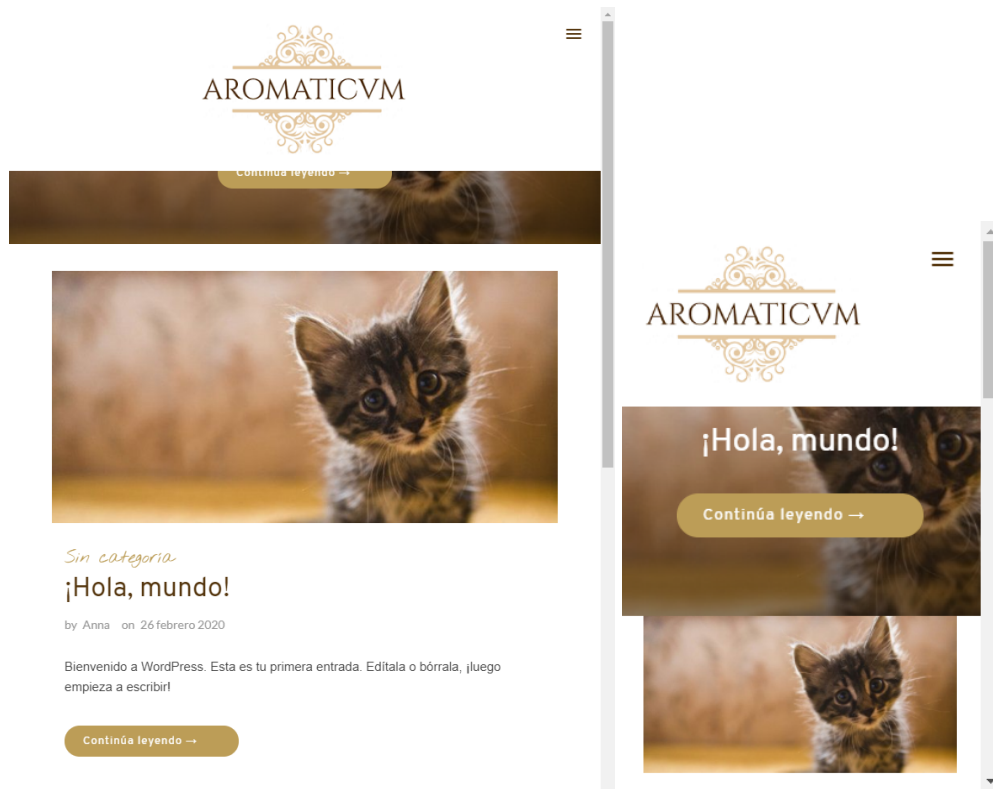 AROMATICVM
Continúa leyendo →
Sin categoría
¡Hola, mundo!
by Anna on 26 febrero 2020
Bienvenido a WordPress. Esta es tu primera entrada. Edítala o bórrala, ¡luego
empieza a escribir!
Continúa leyendo →
AROMATICVM
¡Hola, mundo!
Continúa leyendo →